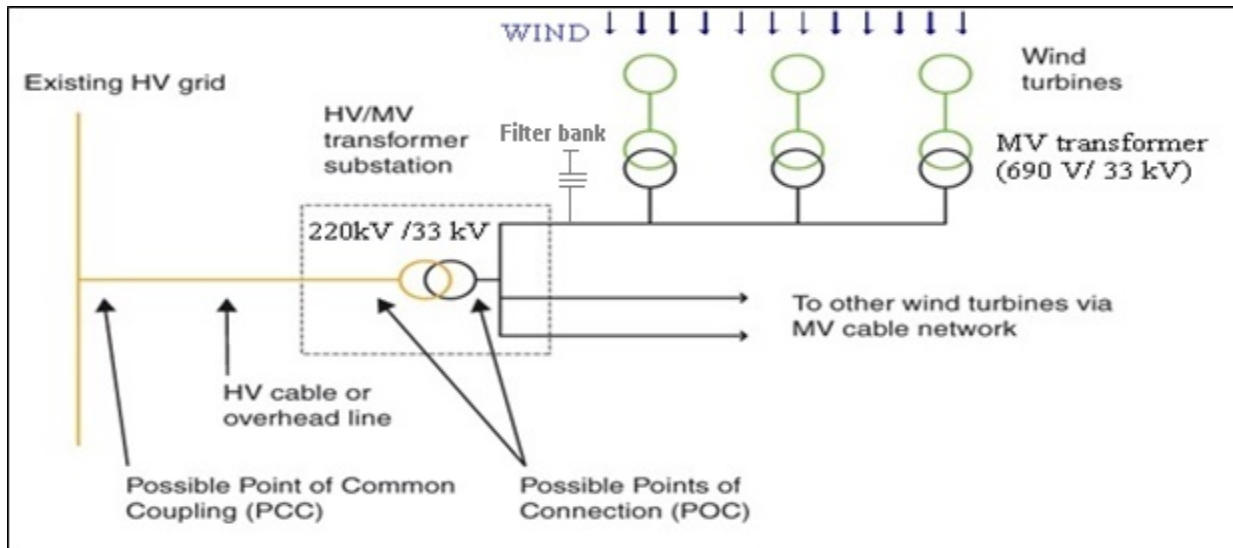 WIND
Existing HV grid
Wind
turbines
HV/MV
transformer
substation
Filter bank
MV transformer
(690 V/ 33 kV)
220kV /33 kV
To other wind turbines via
MV cable network
HV cable or
overhead line
Possible Point of Common
Coupling (PCC)
Possible Points of
Connection (POC)